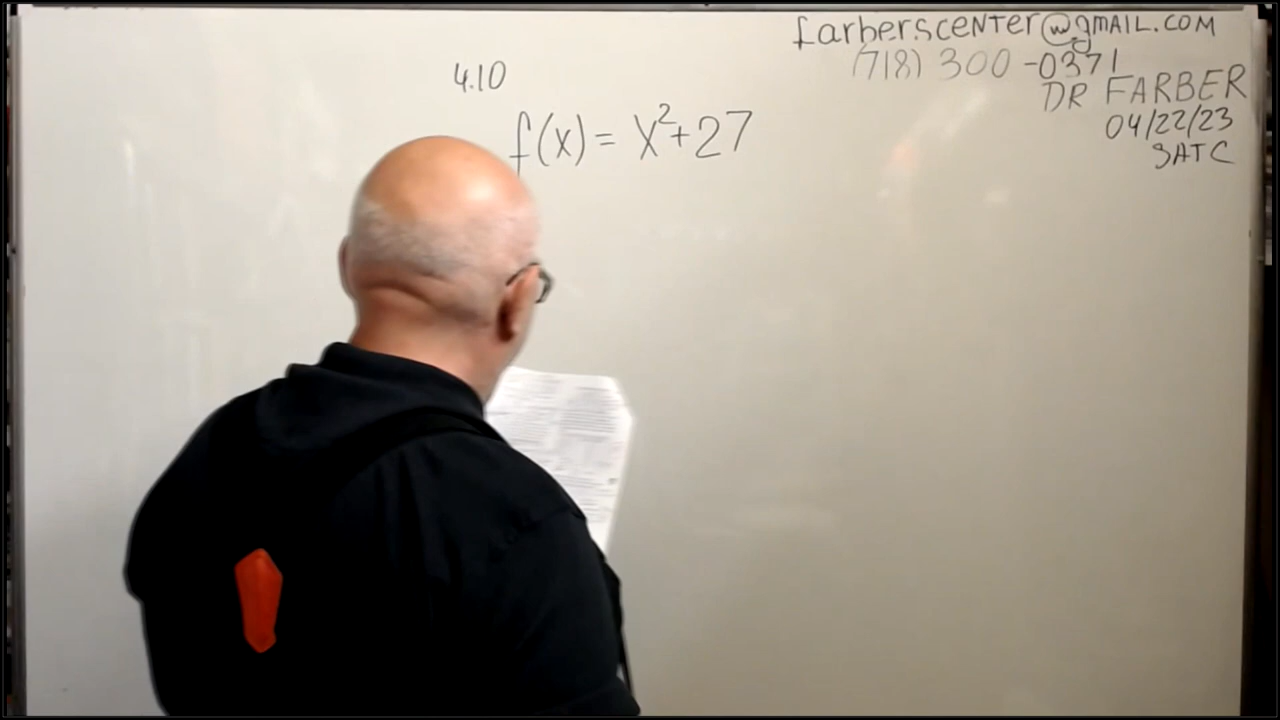 farberscenter@gmail.com
(718) 300-0371
DR FARBER
04/22/23
SATC
4.10
f(x) = x²+27